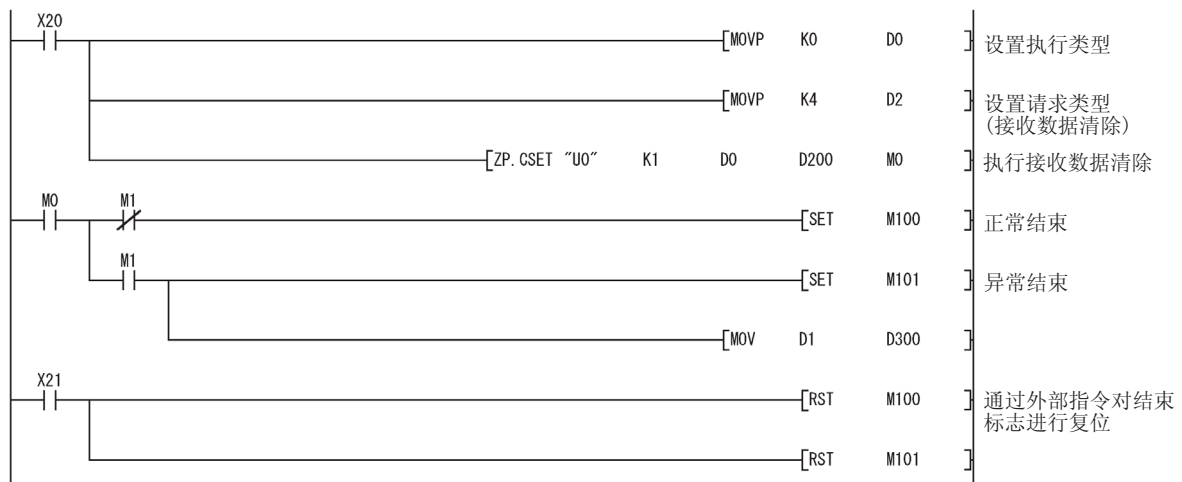 X20
MOVP K0 D0 设置执行类型
MOVP K4 D2 设置请求类型
(接收数据清除)
ZP.CSET "U0" K1 D0 D200 M0 执行接收数据清除
M0 M1
SET M100 正常结束
M1
SET M101 异常结束
MOV D1 D300
X21
RST M100 通过外部指令对结束
标志进行复位
RST M101